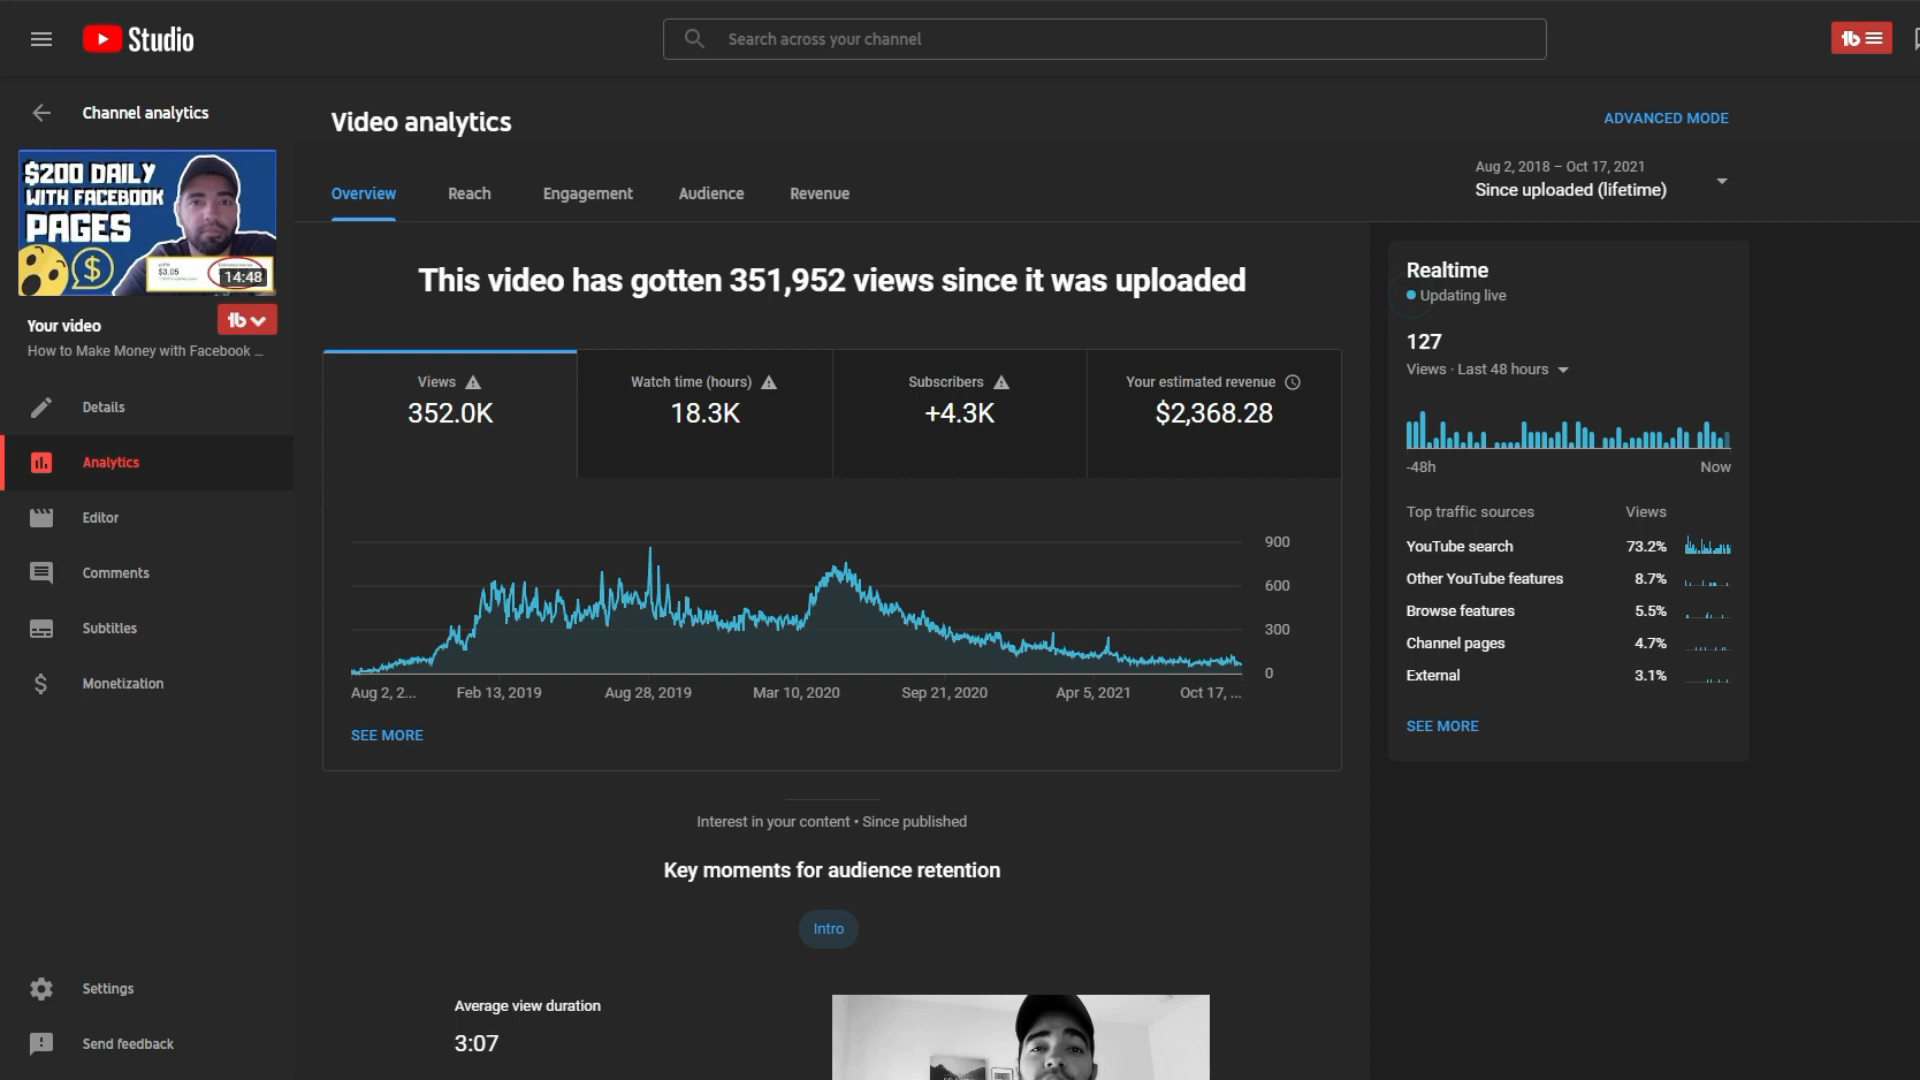 Studio
Search across your channel
Channel analytics
$200 DAILY
WITH FACEBOOK
PAGES
$3.05
14:48
Your video
How to Make Money with Facebook ...
Details
Analytics
Editor
Comments
Subtitles
Monetization
Settings
Send feedback
Video analytics
ADVANCED MODE
Overview
Reach
Engagement
Audience
Revenue
Aug 2, 2018 – Oct 17, 2021
Since uploaded (lifetime)
This video has gotten 351,952 views since it was uploaded
Views
352.0K
Watch time (hours)
18.3K
Subscribers
+4.3K
Your estimated revenue
$2,368.28
900
600
300
0
Aug 2, 2...
Feb 13, 2019
Aug 28, 2019
Mar 10, 2020
Sep 21, 2020
Apr 5, 2021
Oct 17, ...
SEE MORE
Interest in your content • Since published
Key moments for audience retention
Intro
Average view duration
3:07
Realtime
Updating live
127
Views · Last 48 hours
-48h
Now
Top traffic sources Views
YouTube search 73.2%
Other YouTube features 8.7%
Browse features 5.5%
Channel pages 4.7%
External 3.1%
SEE MORE